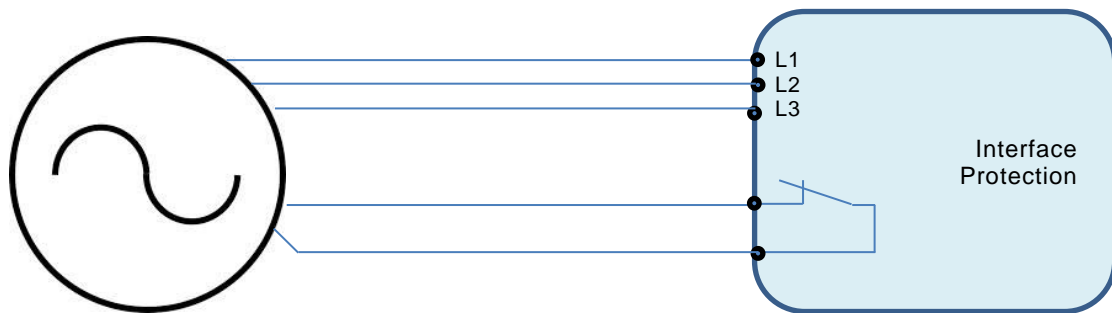 L1
L2
L3
Interface
Protection